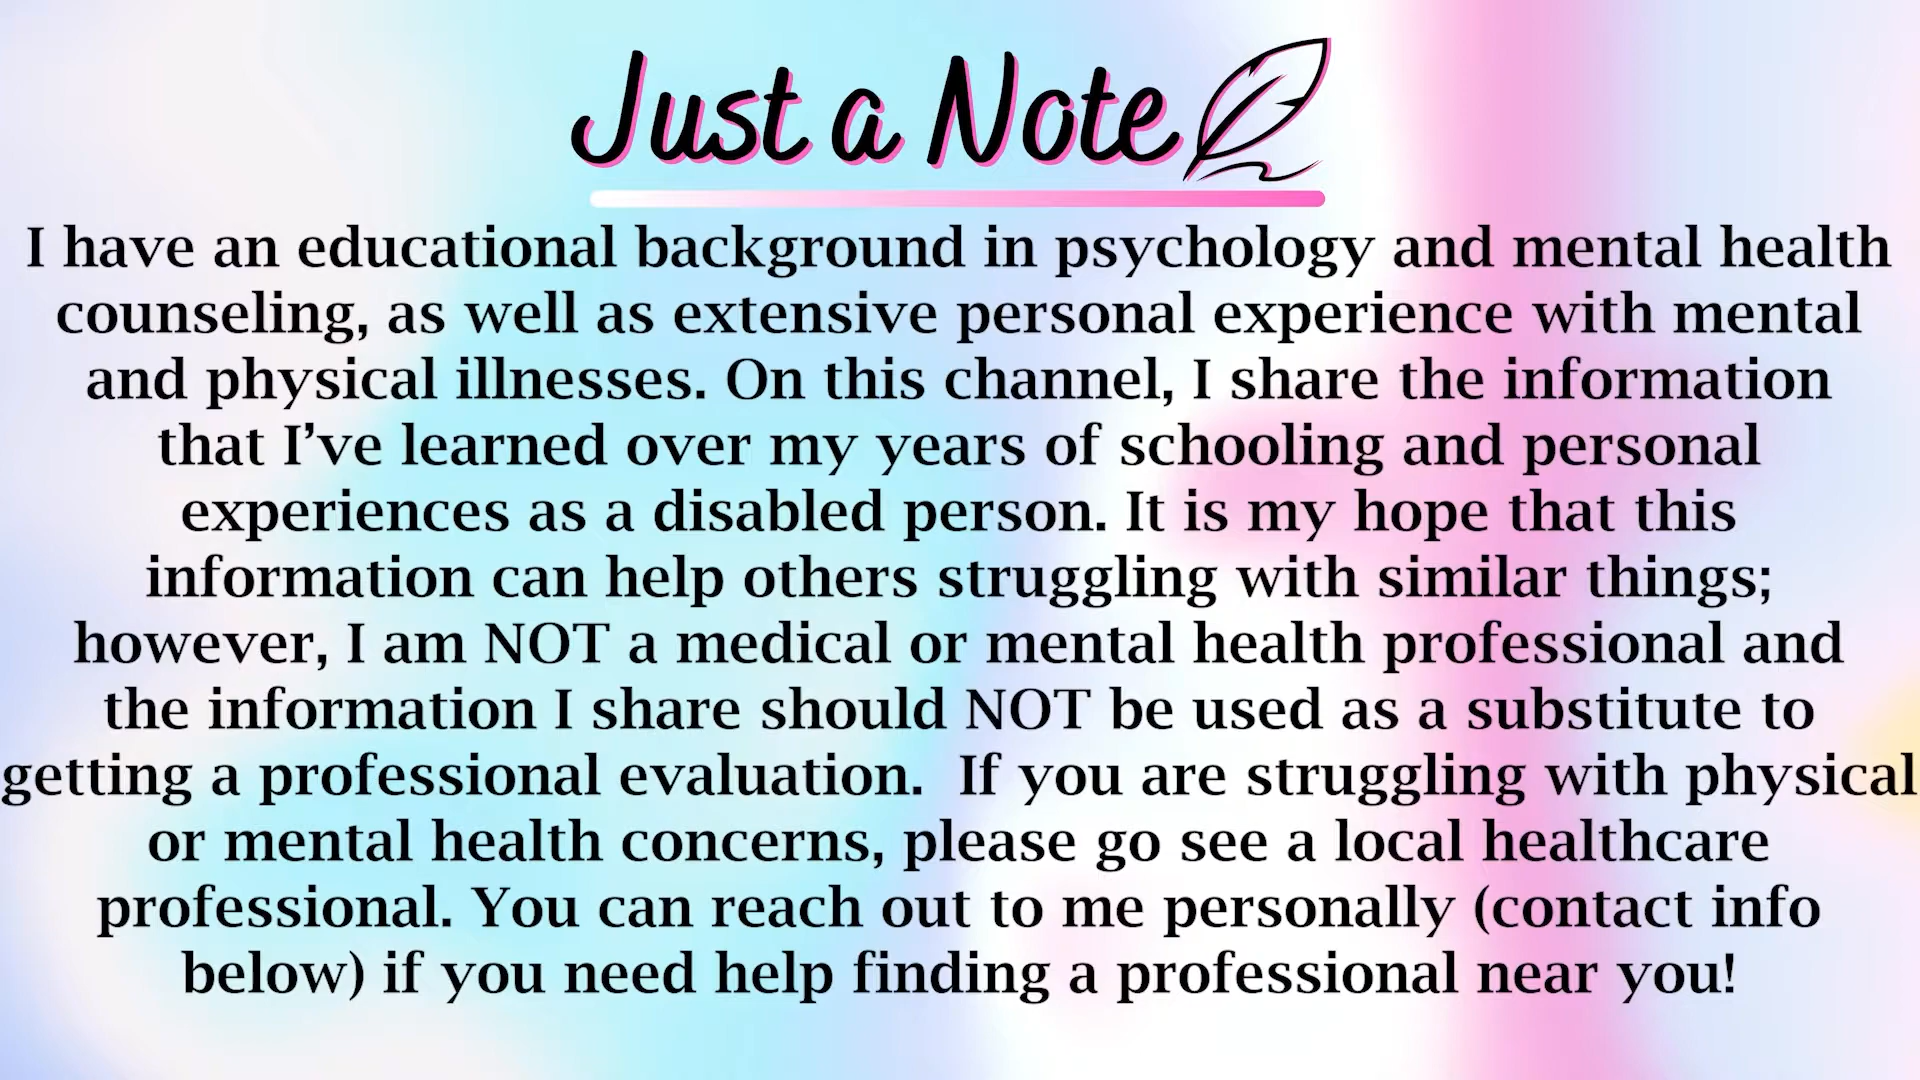 Just a Note
I have an educational background in psychology and mental health
counseling, as well as extensive personal experience with mental
and physical illnesses. On this channel, I share the information
that I’ve learned over my years of schooling and personal
experiences as a disabled person. It is my hope that this
information can help others struggling with similar things;
however, I am NOT a medical or mental health professional and
the information I share should NOT be used as a substitute to
getting a professional evaluation.  If you are struggling with physical
or mental health concerns, please go see a local healthcare
professional. You can reach out to me personally (contact info
below) if you need help finding a professional near you!